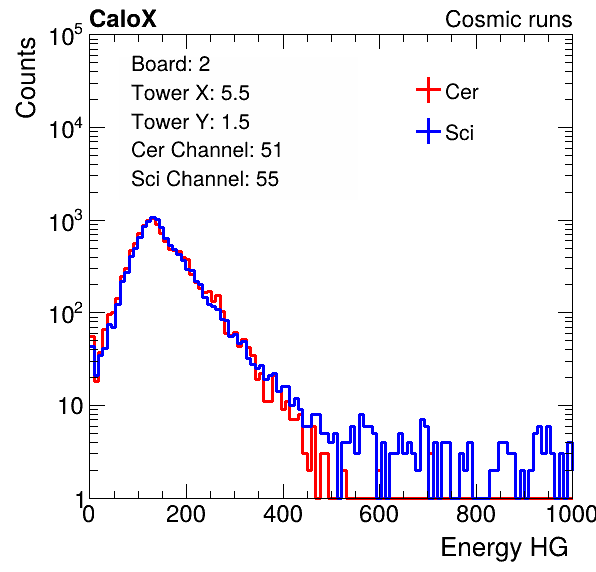 CaloX Cosmic runs
Counts
Board: 2
Tower X: 5.5
Tower Y: 1.5
Cer Channel: 51
Sci Channel: 55
Cer
Sci
10^5
10^4
10^3
10^2
10
1
0 200 400 600 800 1000
Energy HG